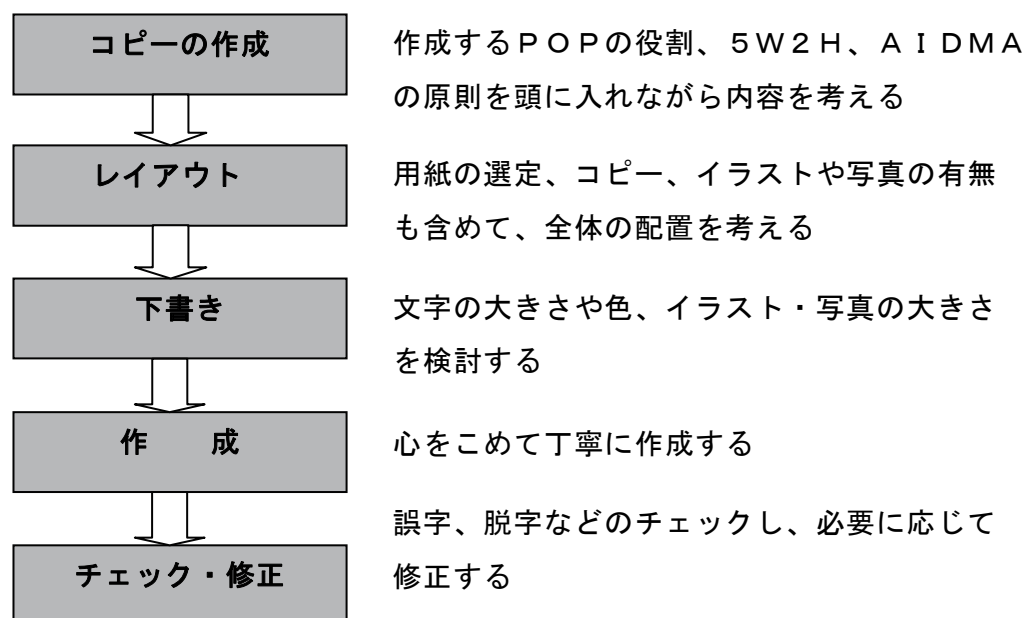 コピーの作成
作成するPOPの役割、5W2H、AIDMA
の原則を頭に入れながら内容を考える
レイアウト
用紙の選定、コピー、イラストや写真の有無
も含めて、全体の配置を考える
下書き
文字の大きさや色、イラスト・写真の大きさ
を検討する
作　　成
心をこめて丁寧に作成する
チェック・修正
誤字、脱字などのチェックし、必要に応じて
修正する